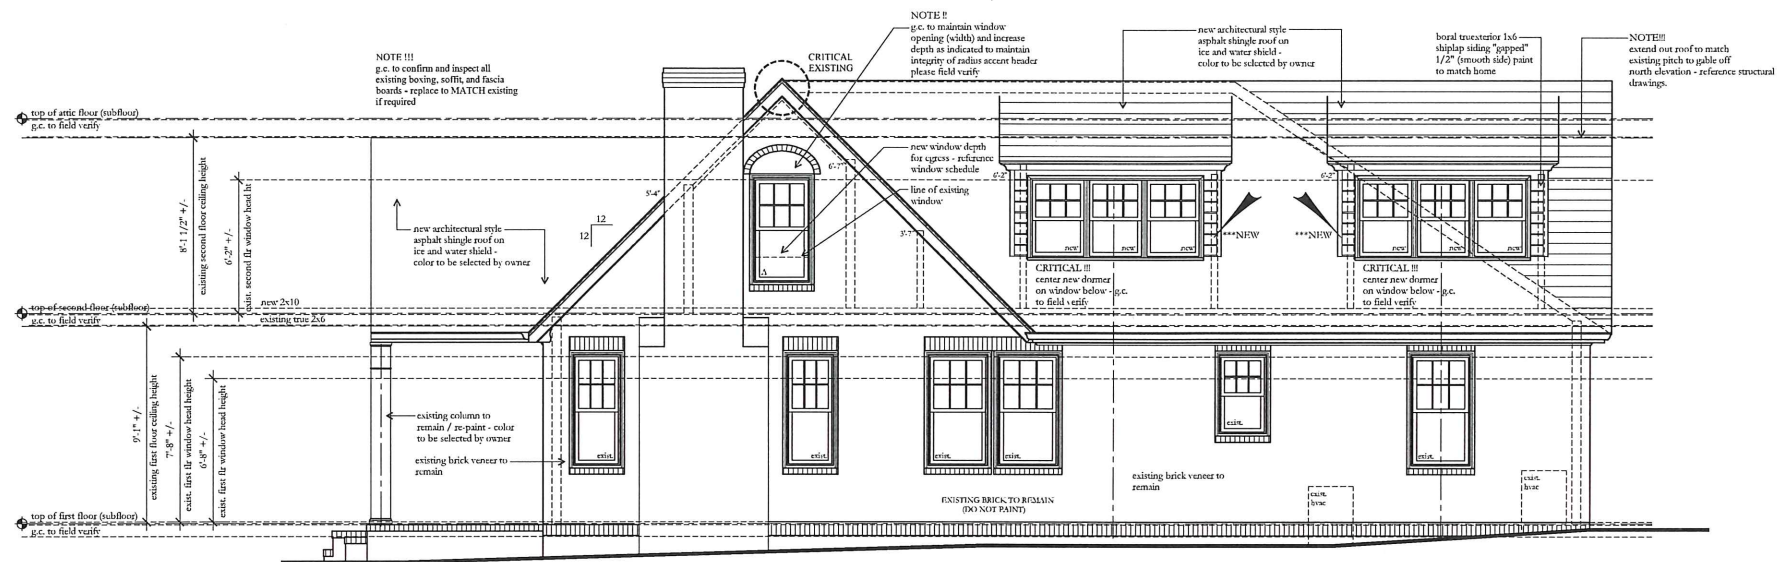 NOTE !!!
g.c. to confirm and inspect all
existing boxing, soffit, and fascia
boards - replace to MATCH existing
if required
CRITICAL
EXISTING
NOTE !!
g.c. to maintain window
opening (width) and increase
depth as indicated to maintain
integrity of radius accent header
please field verify
new architectural style
asphalt shingle roof on
ice and water shield -
color to be selected by owner
boral truexterior 1x6
shiplap siding "gapped"
1/2" (smooth side) paint
to match home
NOTE!!!
extend out roof to match
existing pitch to gable off
north elevation - reference structural
drawings.
top of attic floor (subfloor)
g.c. to field verify
8'-1 1/2" +/-
existing second floor ceiling height
6'-2" +/-
exist. second flr window head ht
new architectural style
asphalt shingle roof on
ice and water shield -
color to be selected by owner
12
12
5'-4"
6'-7"
3'-7"
new window depth
for egress - reference
window schedule
line of existing
window
A
6'-2"
new
new
new
***NEW
***NEW
6'-2"
new
new
new
CRITICAL !!!
center new dormer
on window below - g.c.
to field verify
CRITICAL !!!
center new dormer
on window below - g.c.
to field verify
top of second floor (subfloor)
g.c. to field verify
new 2x10
existing true 2x6
9'-1" +/-
existing first floor ceiling height
7'-8" +/-
exist. first flr window head height
6'-8" +/-
exist. first flr window head height
existing column to
remain / re-paint - color
to be selected by owner
existing brick veneer to
remain
exist.
exist.
exist.
exist.
exist.
exist.
EXISTING BRICK TO REMAIN
(DO NOT PAINT)
existing brick veneer to
remain
exist.
hvac
exist.
hvac
top of first floor (subfloor)
g.c. to field verify